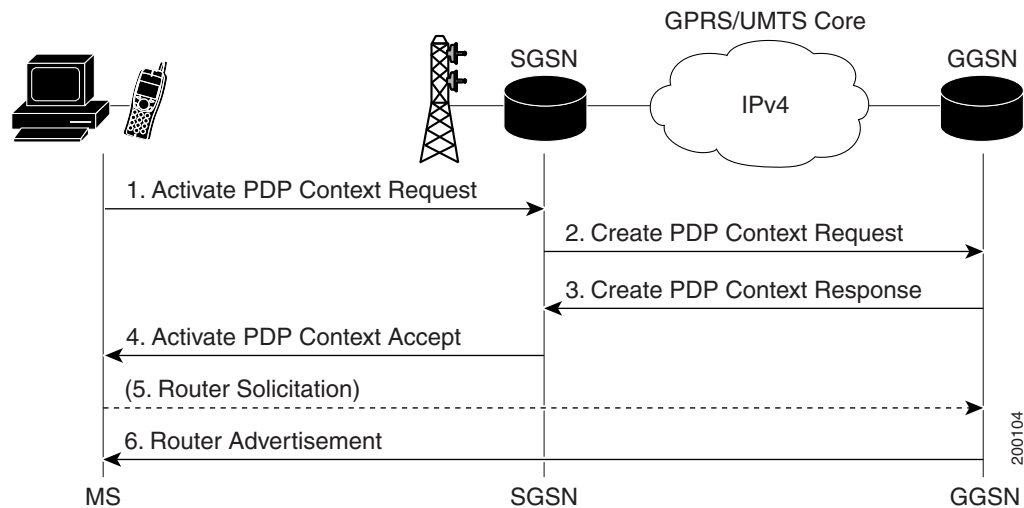 GPRS/UMTS Core
SGSN
GGSN
IPv4
1. Activate PDP Context Request
2. Create PDP Context Request
3. Create PDP Context Response
4. Activate PDP Context Accept
(5. Router Solicitation)
6. Router Advertisement
200104
MS
SGSN
GGSN